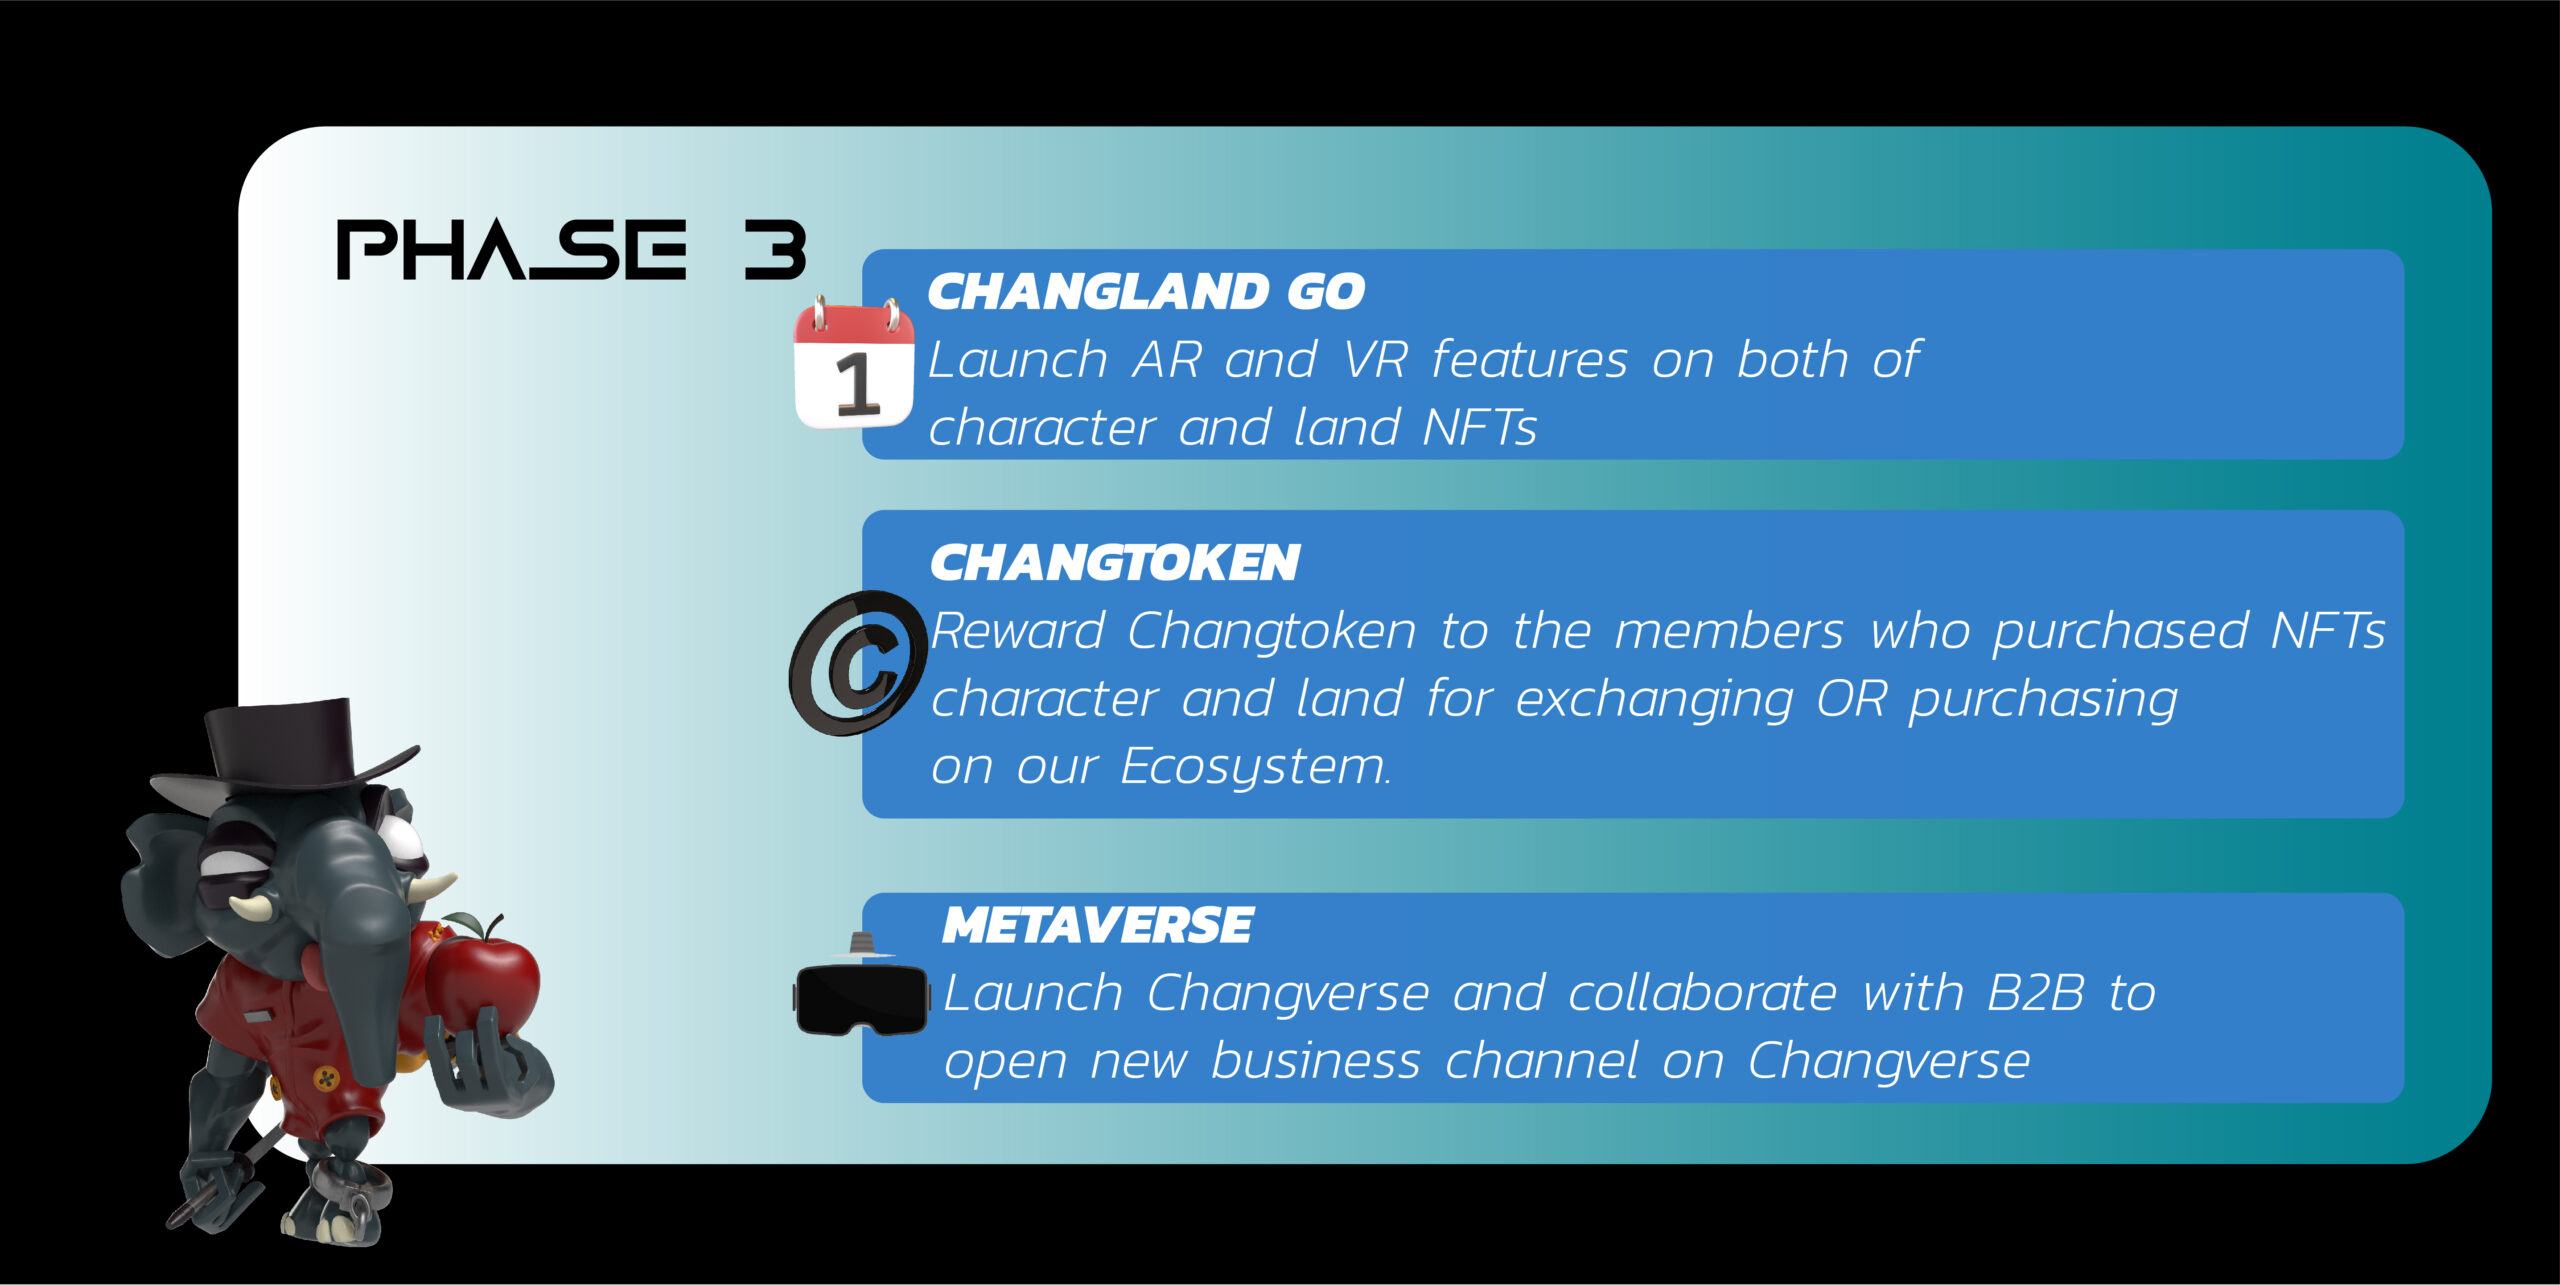 PHASE 3
CHANGLAND GO
1
Launch AR and VR features on both of
character and land NFTs
CHANGTOKEN
©
Reward Changtoken to the members who purchased NFTs
character and land for exchanging OR purchasing
on our Ecosystem.
METAVERSE
Launch Changverse and collaborate with B2B to
open new business channel on Changverse